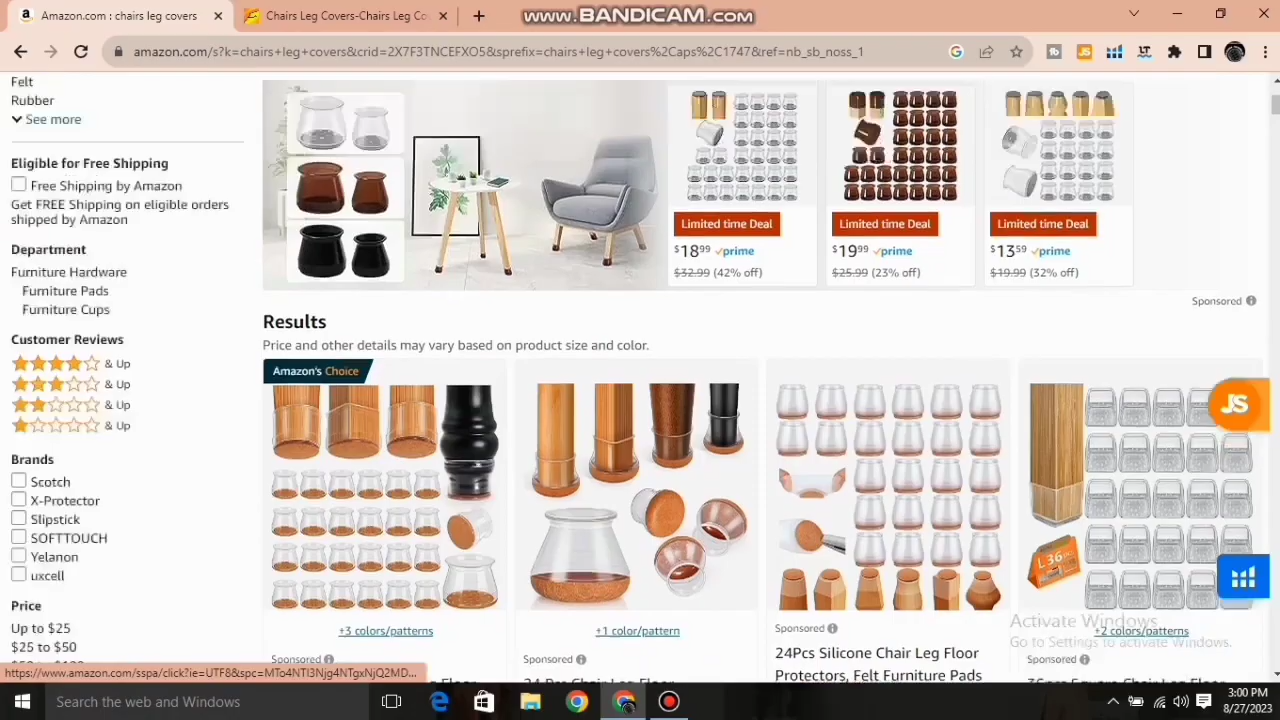 Amazon.com : chairs leg covers
Chairs Leg Covers-Chairs Leg Co
www.BANDICAM.com
amazon.com/s?k=chairs+leg+covers&crid=2X7F3TNCEFXO5&sprefix=chairs+leg+covers%2Caps%2C1747&ref=nb_sb_noss_1
Felt
Rubber
See more
Eligible for Free Shipping
Free Shipping by Amazon
Get FREE Shipping on eligible orders
shipped by Amazon
Department
Furniture Hardware
Furniture Pads
Furniture Cups
Customer Reviews
& Up
& Up
& Up
& Up
Brands
Scotch
X-Protector
Slipstick
SOFTTOUCH
Yelanon
uxcell
Price
Up to $25
$25 to $50
Limited time Deal
$18.99 prime
$32.99 (42% off)
Limited time Deal
$19.99 prime
$25.99 (23% off)
Limited time Deal
$13.59 prime
$19.99 (32% off)
Sponsored
Results
Price and other details may vary based on product size and color.
Amazon's Choice
+3 colors/patterns
Sponsored
+1 color/pattern
Sponsored
Sponsored
24Pcs Silicone Chair Leg Floor
Protectors, Felt Furniture Pads
L36
JS
+2 colors/patterns
Sponsored
Activate Windows
Go to Settings to activate Windows.
https://www.amazon.com/sspa/click?ie=UTF8&spc=MTo4NTI3Njg4NTgxNjQ2MD...
Search the web and Windows
3:00 PM
8/27/2023